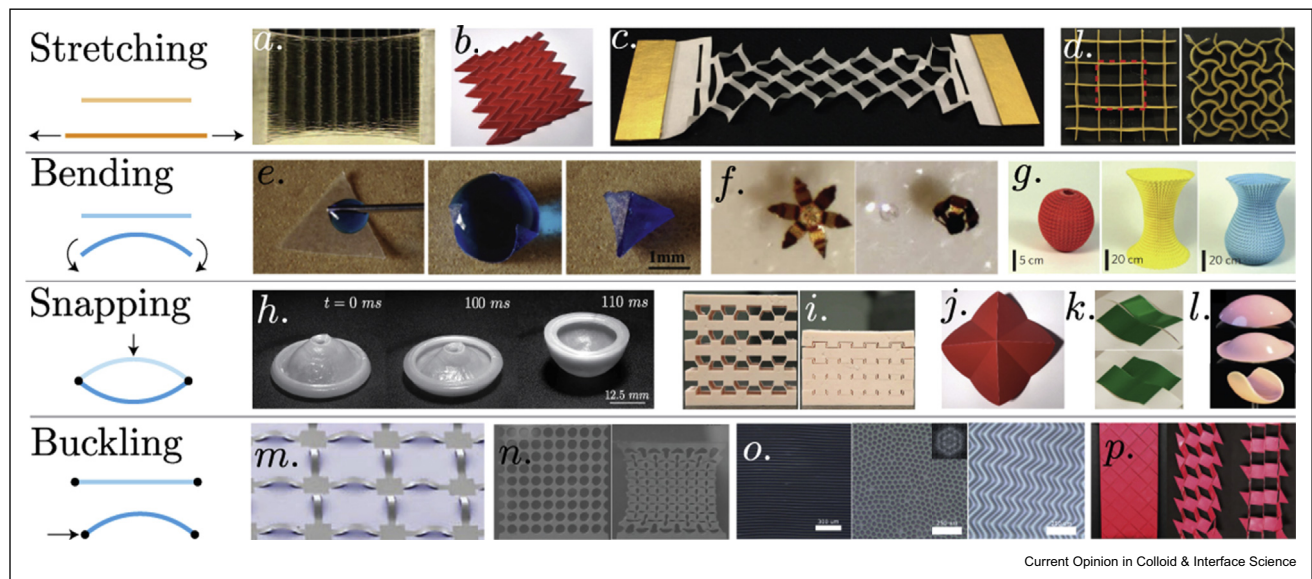 Stretching
a.
b.
c.
d.
Bending
e.
1mm
f.
g.
5 cm
20 cm
20 cm
Snapping
h.
t = 0 ms
100 ms
110 ms
12.5 mm
i.
j.
k.
l.
Buckling
m.
n.
o.
p.
Current Opinion in Colloid & Interface Science